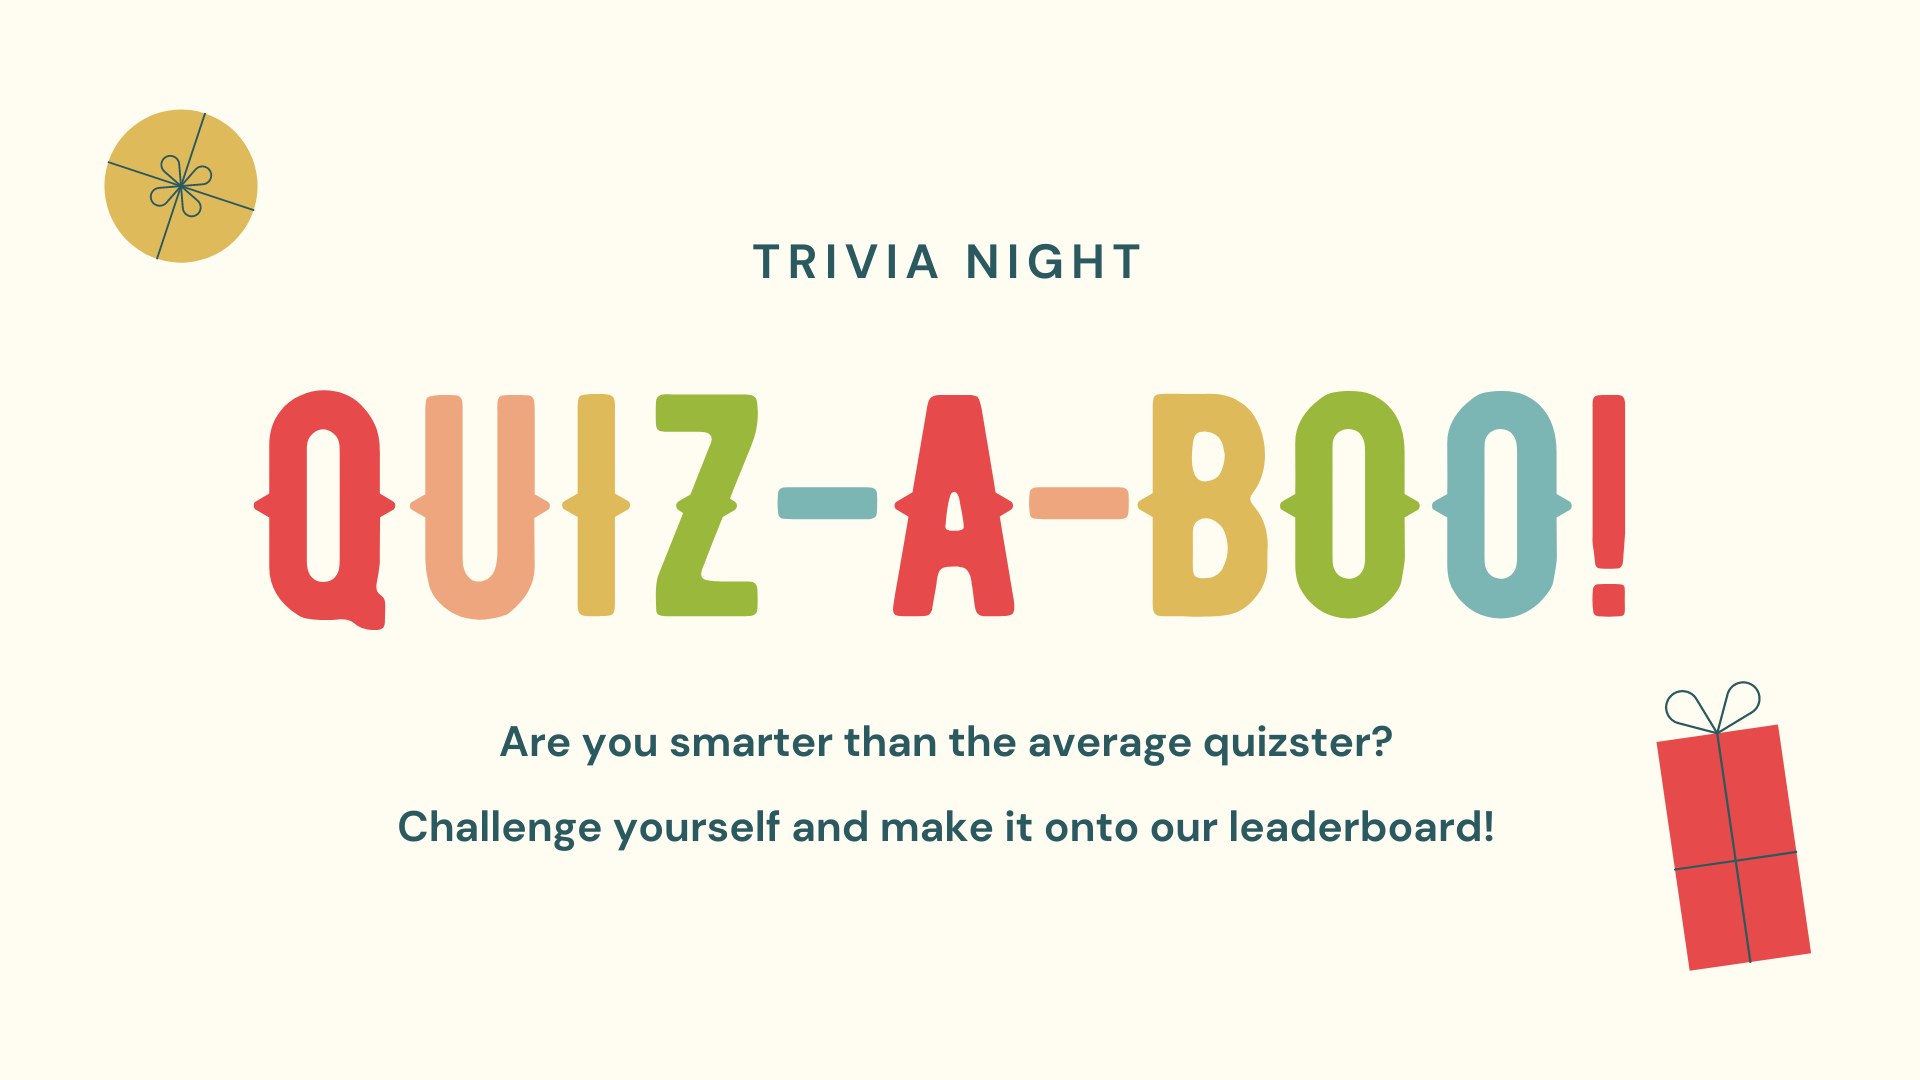 TRIVIA NIGHT
QUIZ-A-BOO!
Are you smarter than the average quizster?
Challenge yourself and make it onto our leaderboard!